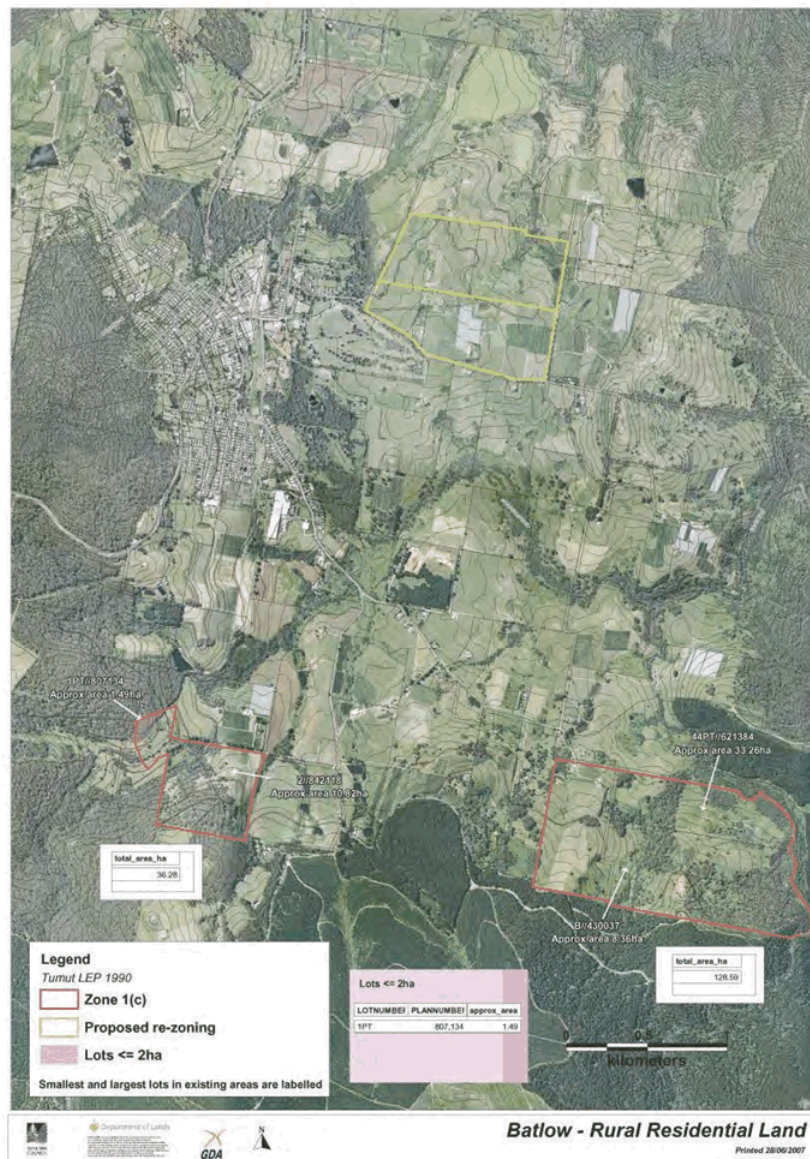 1PT//807134
Approx area 1.49ha
2//842118
Approx area 10.82ha
44PT//621384
Approx area 33.26ha
B//430037
Approx area 8.36ha
total_area_ha
36.28
total_area_ha
128.59
Legend
Tumut LEP 1990
Zone 1(c)
Proposed re-zoning
Lots <= 2ha
Smallest and largest lots in existing areas are labelled
Lots <= 2ha
LOTNUMBER PLANNUMBER approx_area
1PT 807,134 1.49
0 0.5 1
kilometers
Department of Lands
GDA
N
Batlow - Rural Residential Land
Printed 28/06/2007